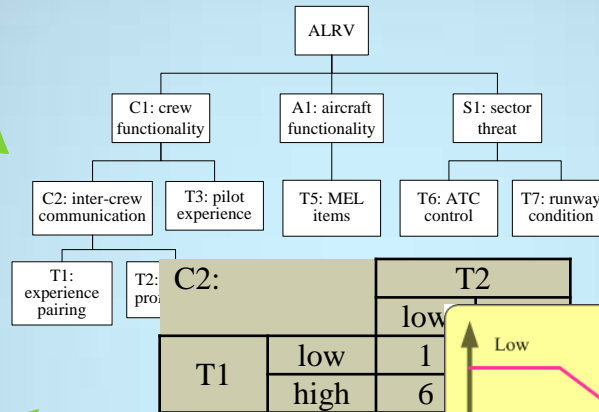 ALRV
C1: crew
functionality
A1: aircraft
functionality
S1: sector
threat
C2: inter-crew
communication
T3: pilot
experience
T5: MEL
items
T6: ATC
control
T7: runway
condition
T1:
experience
pairing
T2:
C2:
T2
low
T1
low
1
high
6
Low